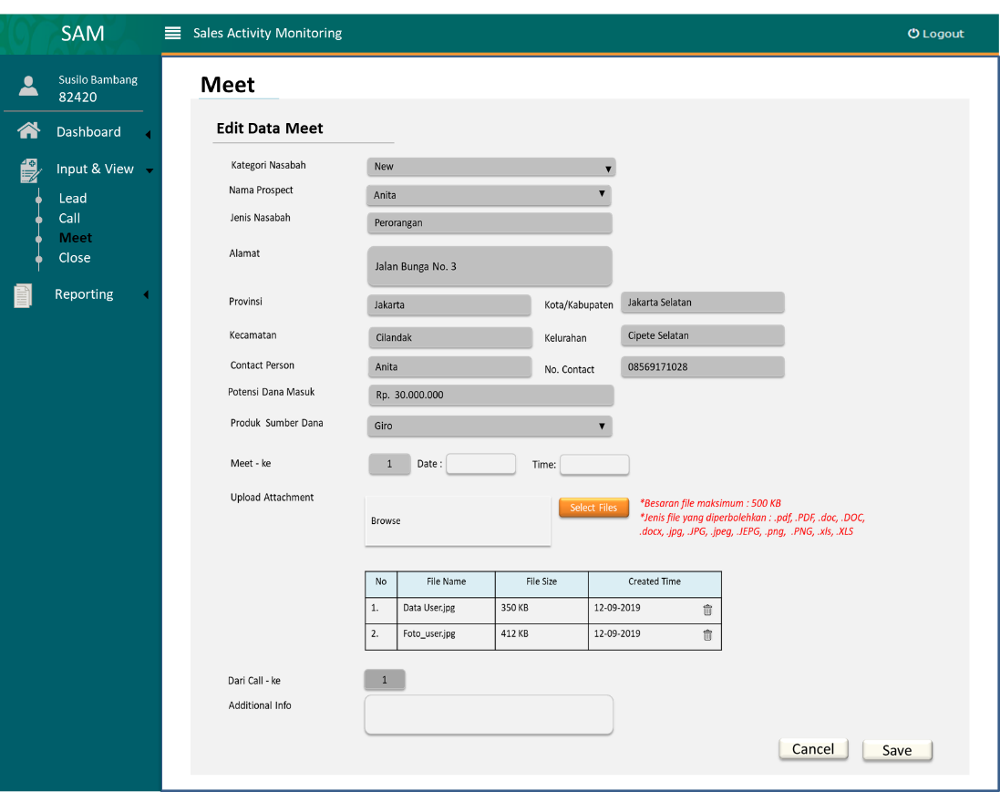 SAM
Sales Activity Monitoring
Logout
Susilo Bambang
82420
Dashboard
Input & View
Lead
Call
Meet
Close
Reporting
Meet
Edit Data Meet
Kategori Nasabah New
Nama Prospect Anita
Jenis Nasabah Perorangan
Alamat Jalan Bunga No. 3
Provinsi Jakarta Kota/Kabupaten Jakarta Selatan
Kecamatan Cilandak Kelurahan Cipete Selatan
Contact Person Anita No. Contact 08569171028
Potensi Dana Masuk Rp. 30.000.000
Produk Sumber Dana Giro
Meet - ke 1 Date : Time:
Upload Attachment Browse Select Files
*Besaran file maksimum : 500 KB
*Jenis file yang diperbolehkan : .pdf, .PDF, .doc, .DOC,
.docx, .jpg, .JPG, .jpeg, .JEPG, .png, .PNG, .xls, .XLS
No File Name File Size Created Time
1. Data User.jpg 350 KB 12-09-2019
2. Foto_user.jpg 412 KB 12-09-2019
Dari Call - ke 1
Additional Info
Cancel Save